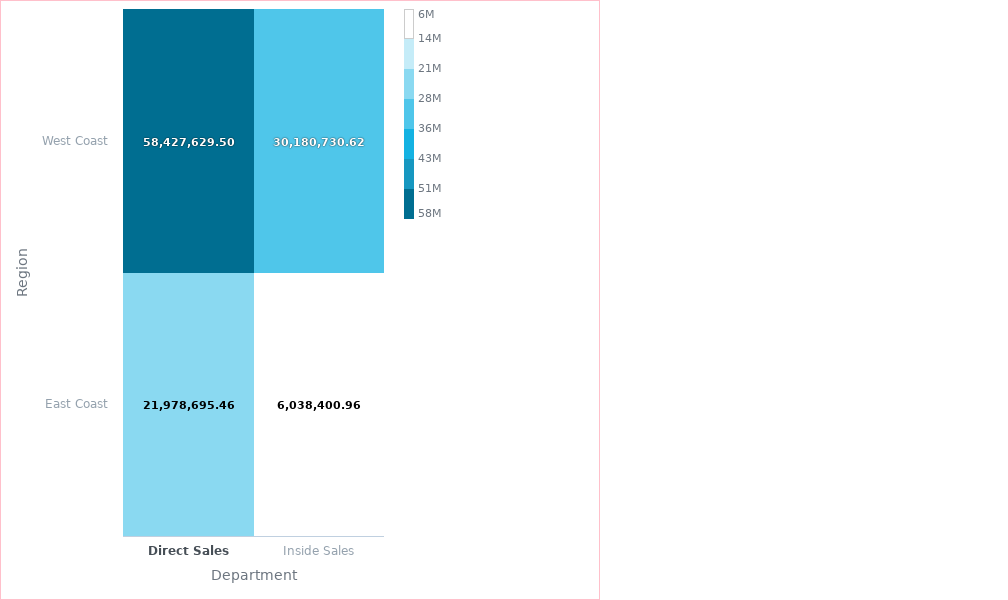 6M
14M
21M
28M
36M
43M
51M
58M
West Coast
58,427,629.50
30,180,730.62
Region
East Coast
21,978,695.46
6,038,400.96
Direct Sales
Inside Sales
Department